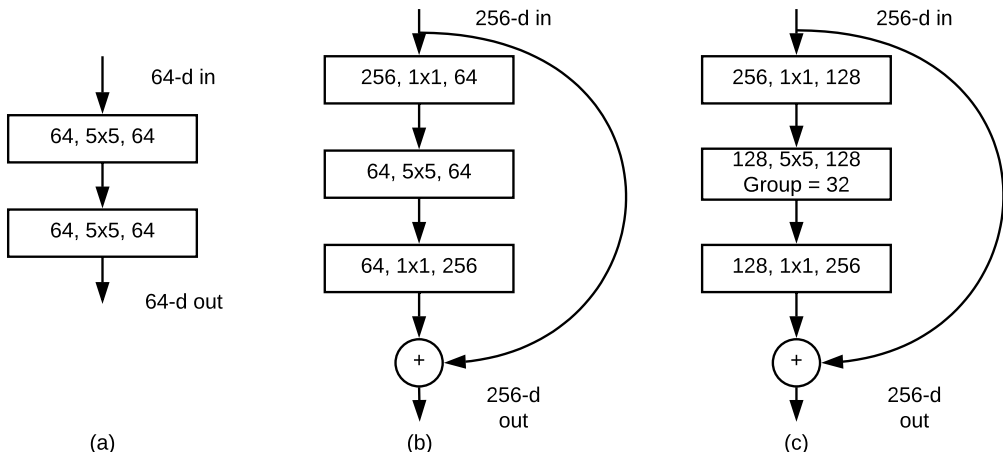 64-d in
64, 5x5, 64
64, 5x5, 64
64-d out
(a)
256-d in
256, 1x1, 64
64, 5x5, 64
64, 1x1, 256
+
256-d
out
(b)
256-d in
256, 1x1, 128
128, 5x5, 128
Group = 32
128, 1x1, 256
+
256-d
out
(c)